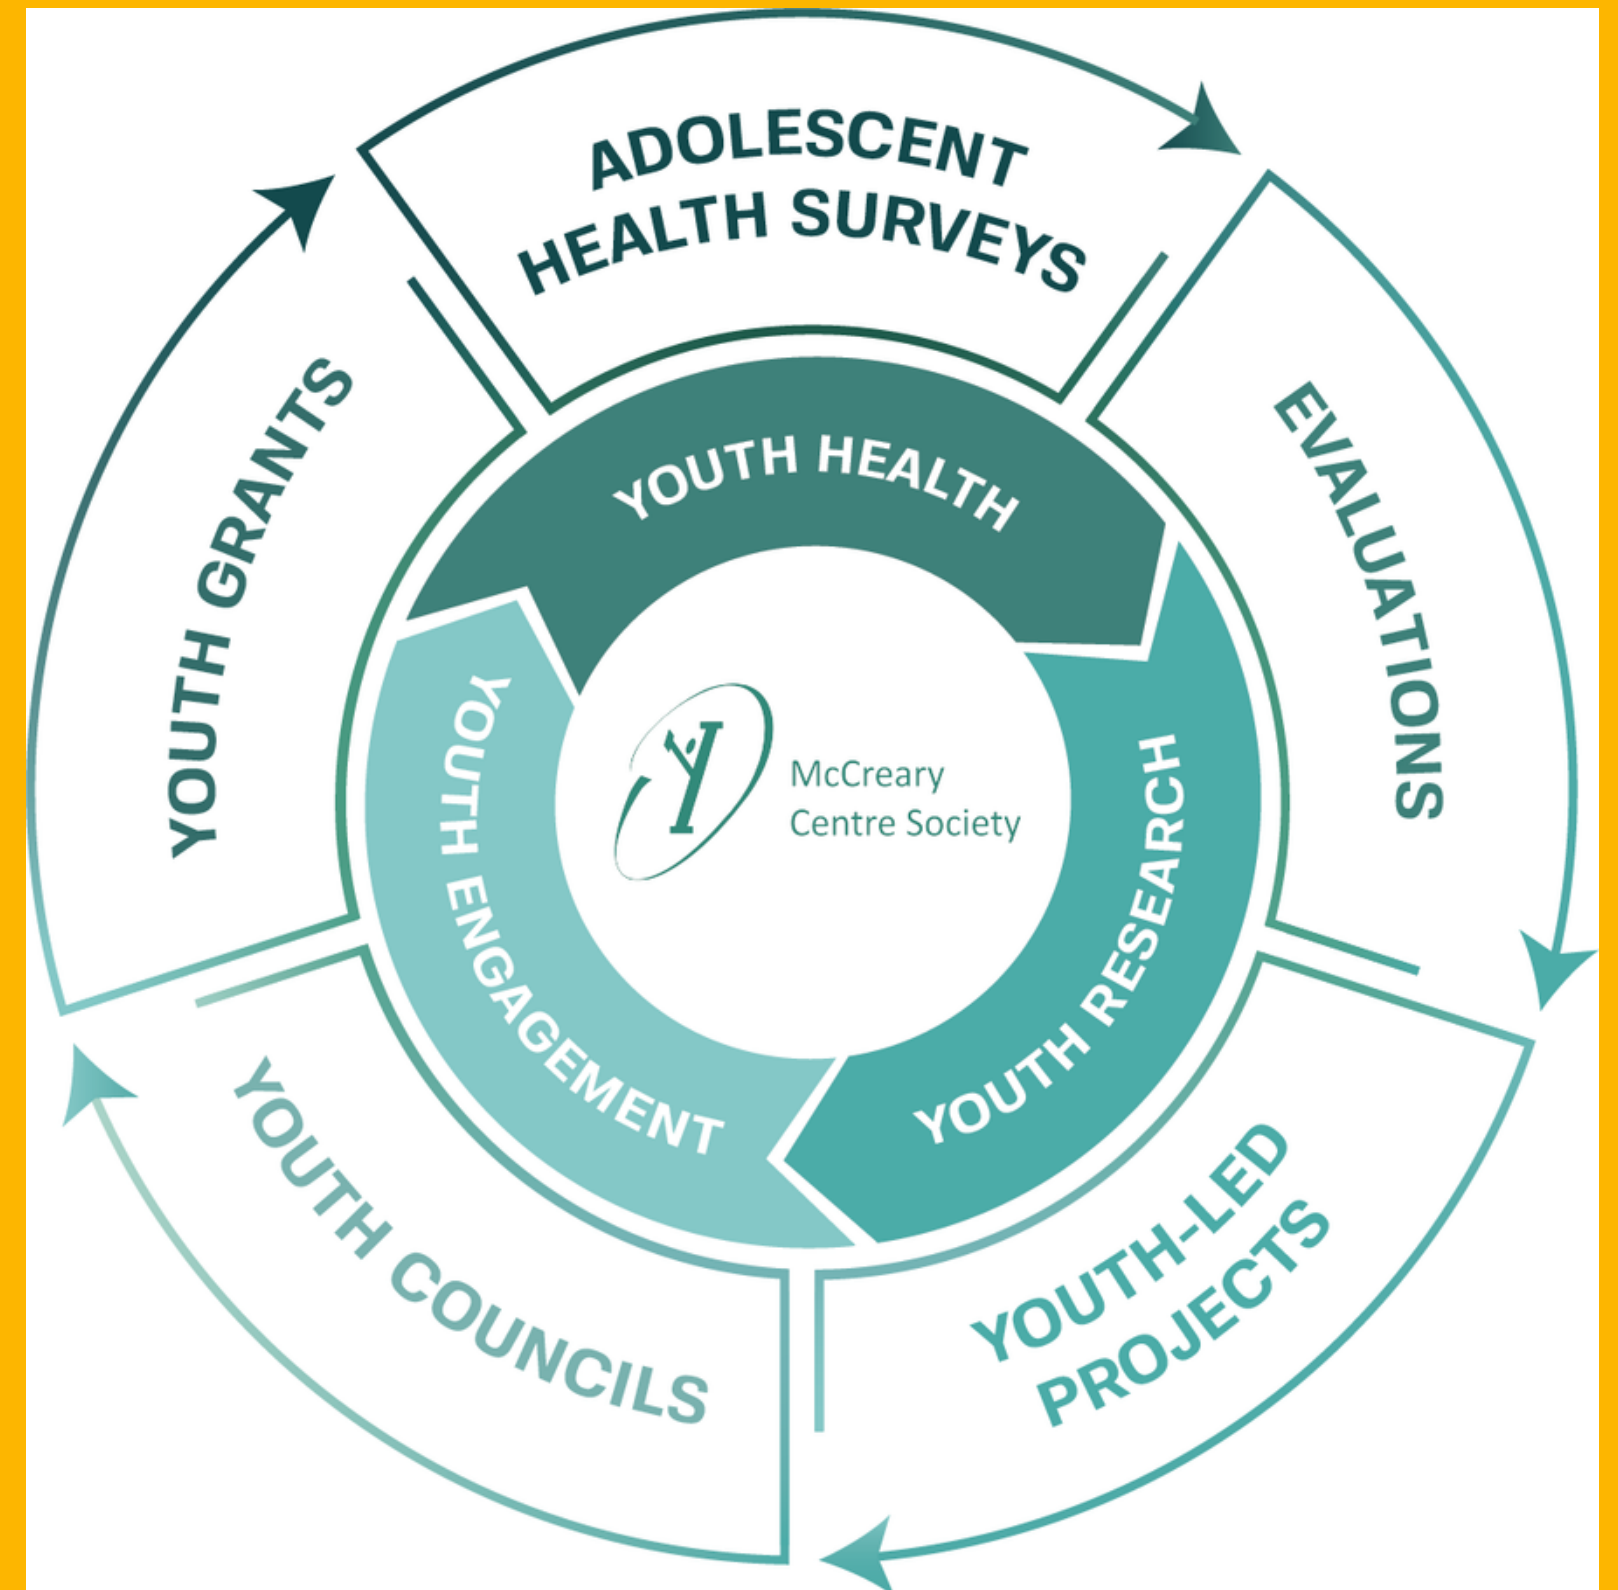 ADOLESCENT
HEALTH SURVEYS
EVALUATIONS
YOUTH-LED
PROJECTS
YOUTH COUNCILS
YOUTH GRANTS
YOUTH HEALTH
YOUTH RESEARCH
YOUTH ENGAGEMENT
McCreary
Centre Society